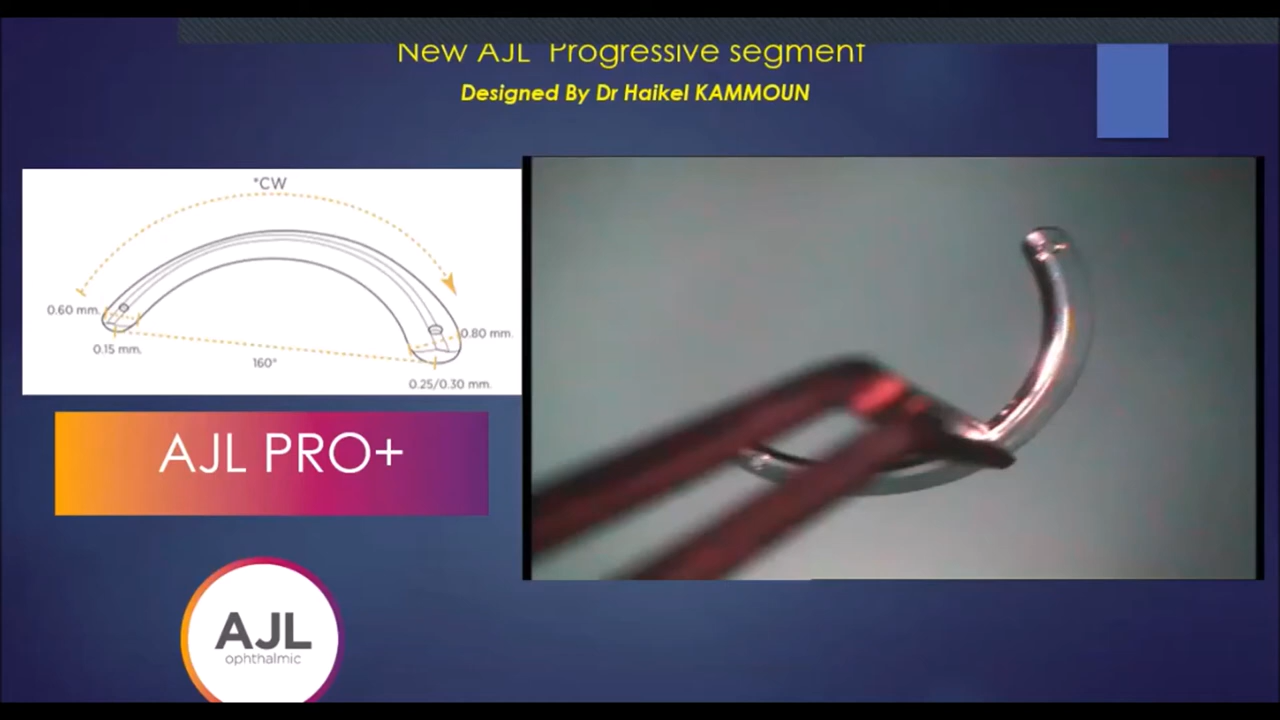 New AJL Progressive segment
Designed By Dr Haikel KAMMOUN
*CW
0.60 mm.
0.80 mm.
0.15 mm.
160°
0.25/0.30 mm.
AJL PRO+
AJL
ophthalmic